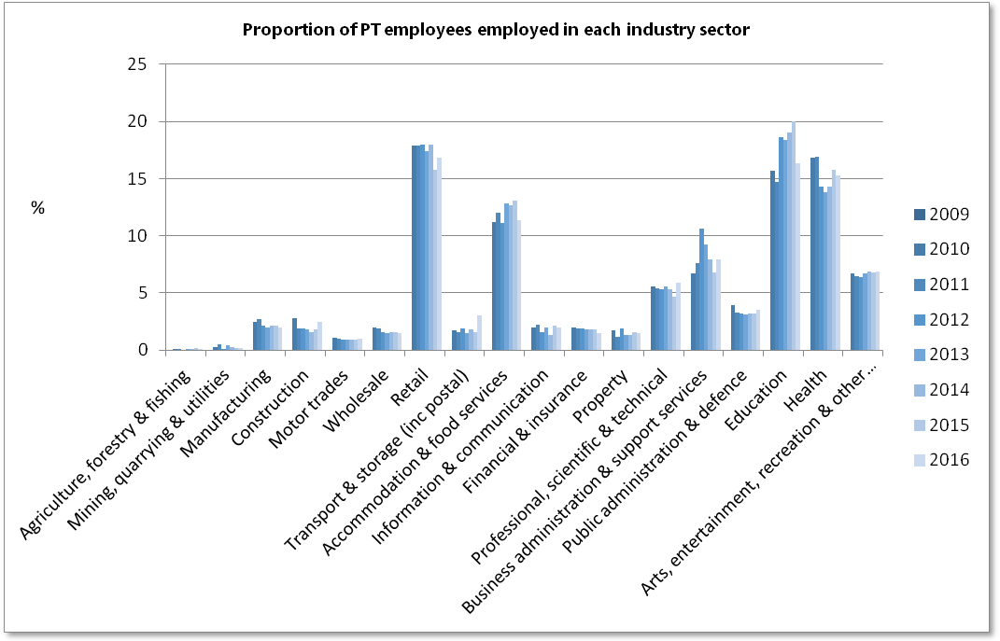 Proportion of PT employees employed in each industry sector
25
20
15
10
5
0
%
Agriculture, forestry & fishing
Mining, quarrying & utilities
Manufacturing
Construction
Motor trades
Wholesale
Retail
Transport & storage (inc postal)
Accommodation & food services
Information & communication
Financial & insurance
Property
Professional, scientific & technical
Business administration & support services
Public administration & defence
Education
Health
Arts, entertainment, recreation & other...
2009
2010
2011
2012
2013
2014
2015
2016